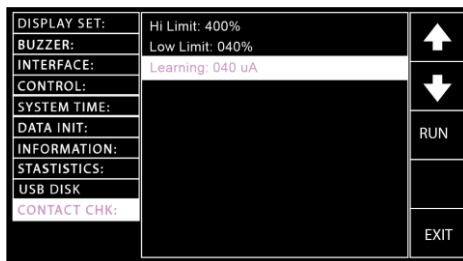 DISPLAY SET:
BUZZER:
INTERFACE:
CONTROL:
SYSTEM TIME:
DATA INIT:
INFORMATION:
STASTISTICS:
USB DISK
CONTACT CHK:
Hi Limit: 400%
Low Limit: 040%
Learning: 040 uA
RUN
EXIT